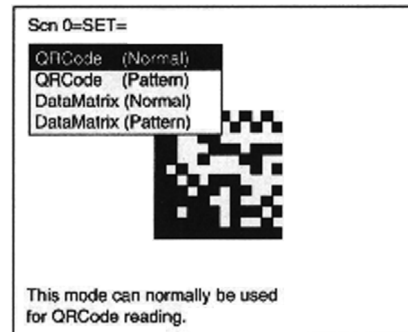 Scn 0=SET=
QRCode (Normal)
QRCode (Pattern)
DataMatrix (Normal)
DataMatrix (Pattern)
This mode can normally be used
for QRCode reading.